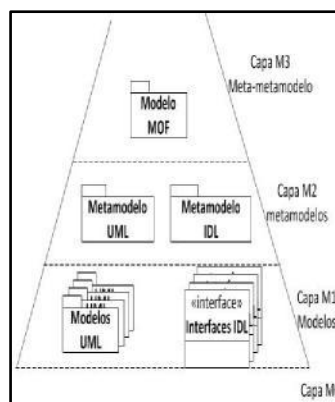 Capa M3
Meta-metamodelo
Modelo
MOF
Capa M2
metamodelos
Metamodelo
UML
Metamodelo
IDL
Capa M1
Modelos
«interface»
Interfaces IDL
Modelos
UML
Capa M